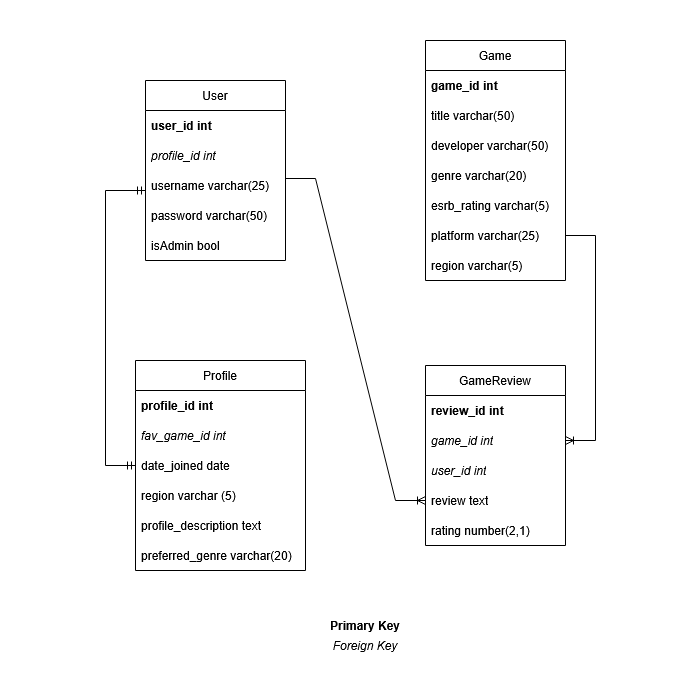 User
user_id int
profile_id int
username varchar(25)
password varchar(50)
isAdmin bool
Game
game_id int
title varchar(50)
developer varchar(50)
genre varchar(20)
esrb_rating varchar(5)
platform varchar(25)
region varchar(5)
Profile
profile_id int
fav_game_id int
date_joined date
region varchar (5)
profile_description text
preferred_genre varchar(20)
GameReview
review_id int
game_id int
user_id int
review text
rating number(2,1)
Primary Key
Foreign Key